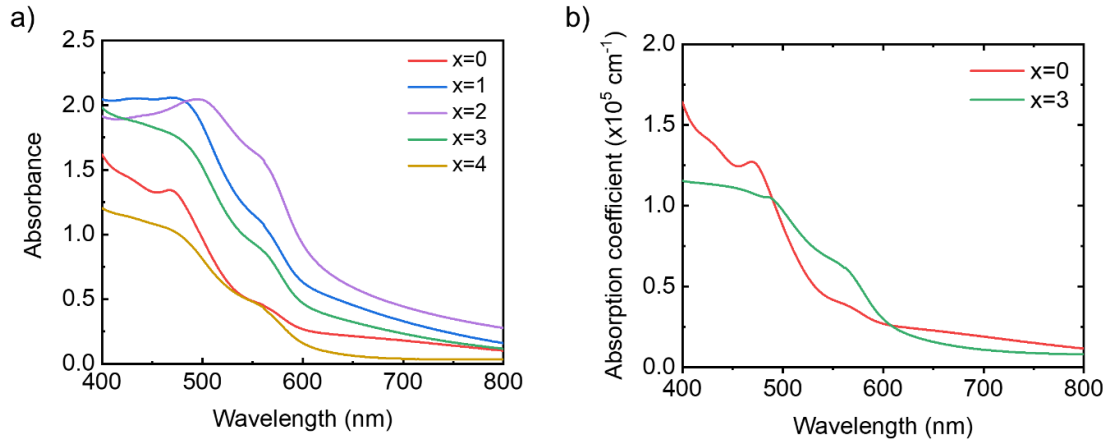 a)
2.5
2.0
1.5
1.0
0.5
0.0
Absorbance
400 500 600 700 800
Wavelength (nm)
x=0
x=1
x=2
x=3
x=4
b)
2.0
1.5
1.0
0.5
0.0
Absorption coefficient (x10⁵ cm⁻¹)
400 500 600 700 800
Wavelength (nm)
x=0
x=3